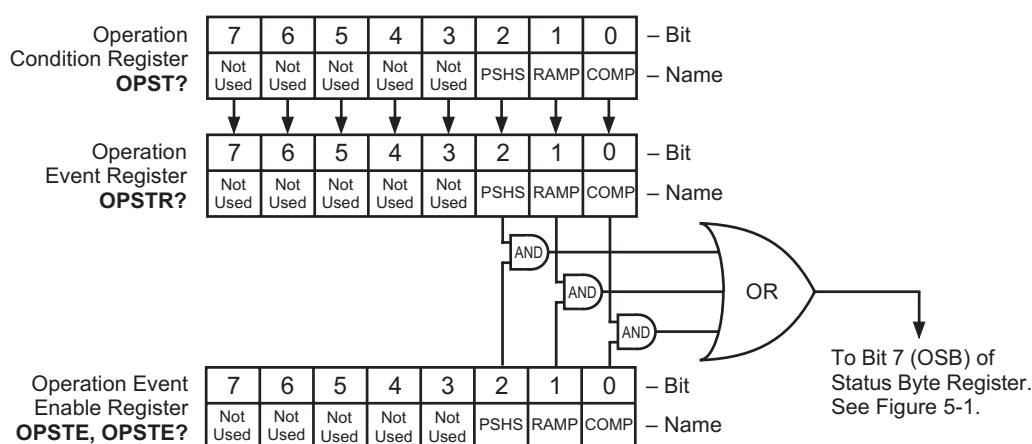 Operation
Condition Register
OPST?
7 6 5 4 3 2 1 0 – Bit
Not Used Not Used Not Used Not Used Not Used PSHS RAMP COMP – Name
Operation
Event Register
OPSTR?
7 6 5 4 3 2 1 0 – Bit
Not Used Not Used Not Used Not Used Not Used PSHS RAMP COMP – Name
AND
AND
AND
OR
To Bit 7 (OSB) of
Status Byte Register.
See Figure 5-1.
Operation Event
Enable Register
OPSTE, OPSTE?
7 6 5 4 3 2 1 0 – Bit
Not Used Not Used Not Used Not Used Not Used PSHS RAMP COMP – Name